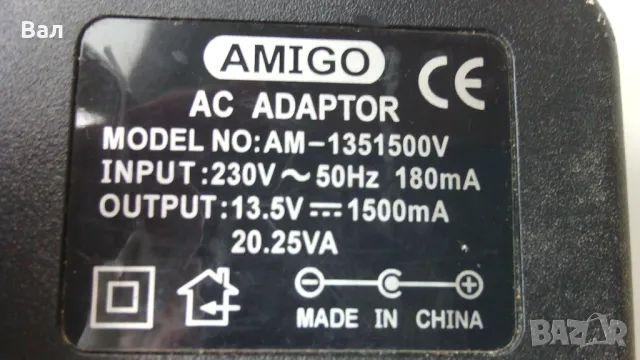 Вал
AMIGO
CE
AC ADAPTOR
MODEL NO:AM-1351500V
INPUT:230V ~ 50Hz 180mA
OUTPUT:13.5V ⎓ 1500mA
20.25VA
MADE IN CHINA
BAZAR